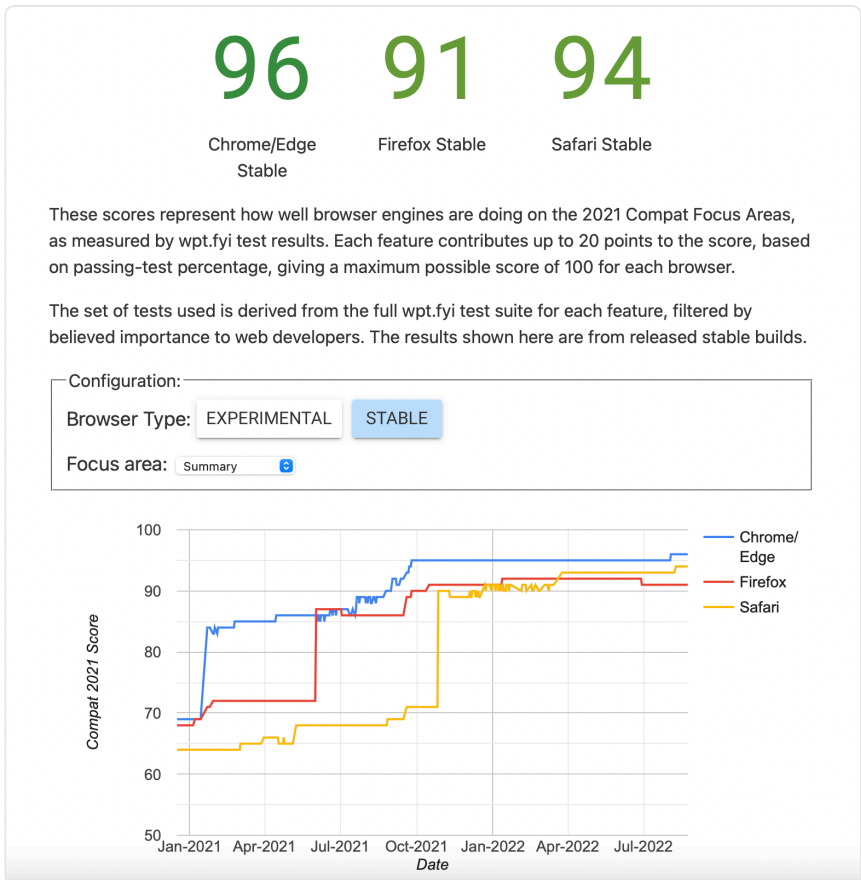 96 91 94
Chrome/Edge Stable Firefox Stable Safari Stable
These scores represent how well browser engines are doing on the 2021 Compat Focus Areas,
as measured by wpt.fyi test results. Each feature contributes up to 20 points to the score, based
on passing-test percentage, giving a maximum possible score of 100 for each browser.
The set of tests used is derived from the full wpt.fyi test suite for each feature, filtered by
believed importance to web developers. The results shown here are from released stable builds.
Configuration:
Browser Type: EXPERIMENTAL STABLE
Focus area: Summary
100
90
80
70
60
50
Compat 2021 Score
Jan-2021 Apr-2021 Jul-2021 Oct-2021 Jan-2022 Apr-2022 Jul-2022
Date
Chrome/
Edge
Firefox
Safari